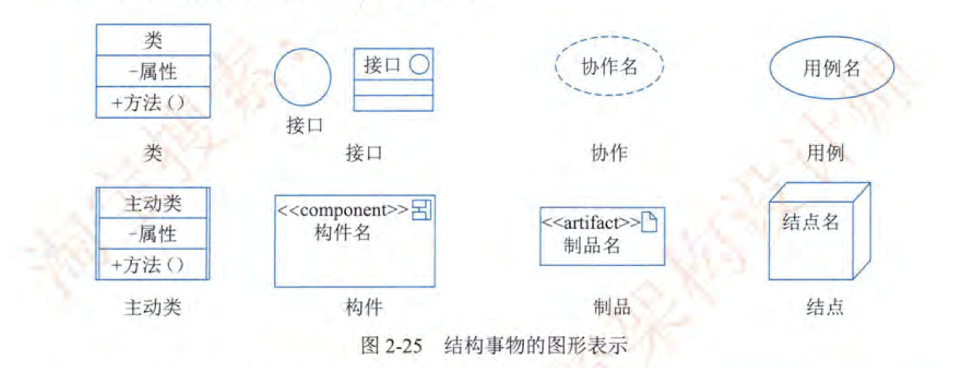 类
-属性
+方法()
接口
接口
协作名
用例名
类
接口
协作
用例
主动类
-属性
+方法()
<<component>>
构件名
<<artifact>>
制品名
结点名
主动类
构件
制品
结点
图 2-25 结构事物的图形表示